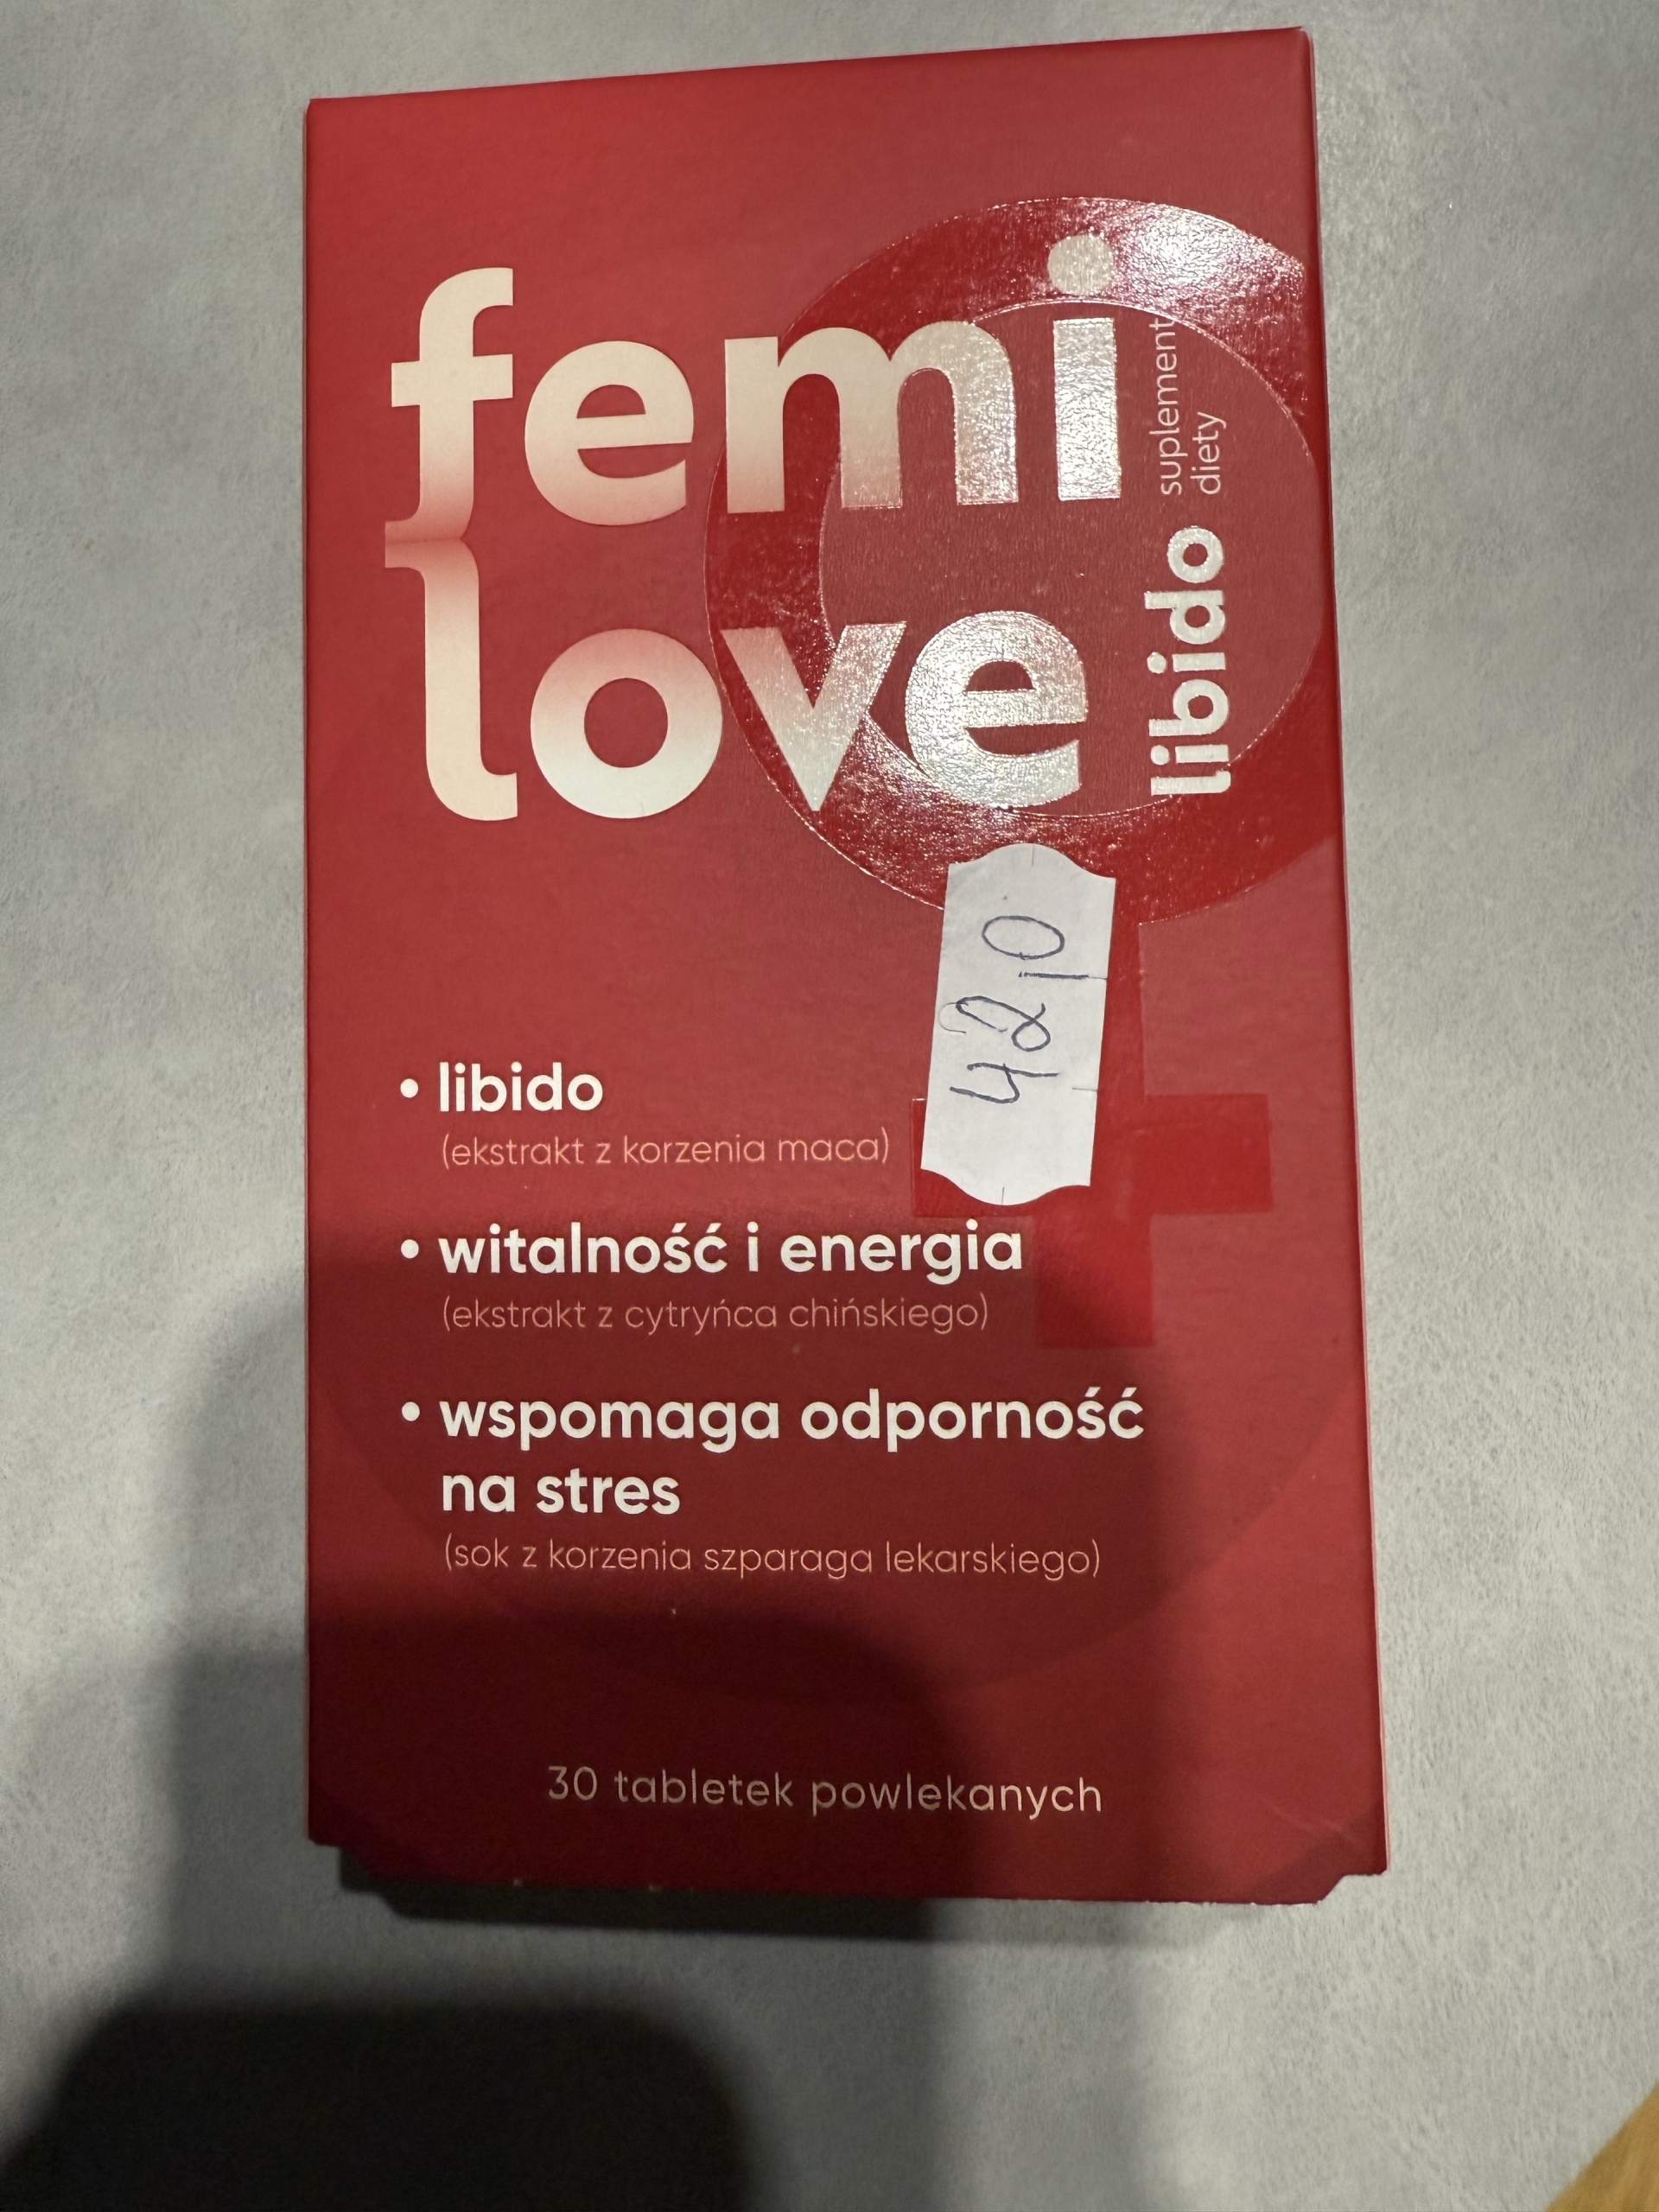 femi
love
libido
suplement
diety
42,0
• libido
(ekstrakt z korzenia maca)
• witalność i energia
(ekstrakt z cytryńca chińskiego)
• wspomaga odporność
na stres
(sok z korzenia szparaga lekarskiego)
30 tabletek powlekanych